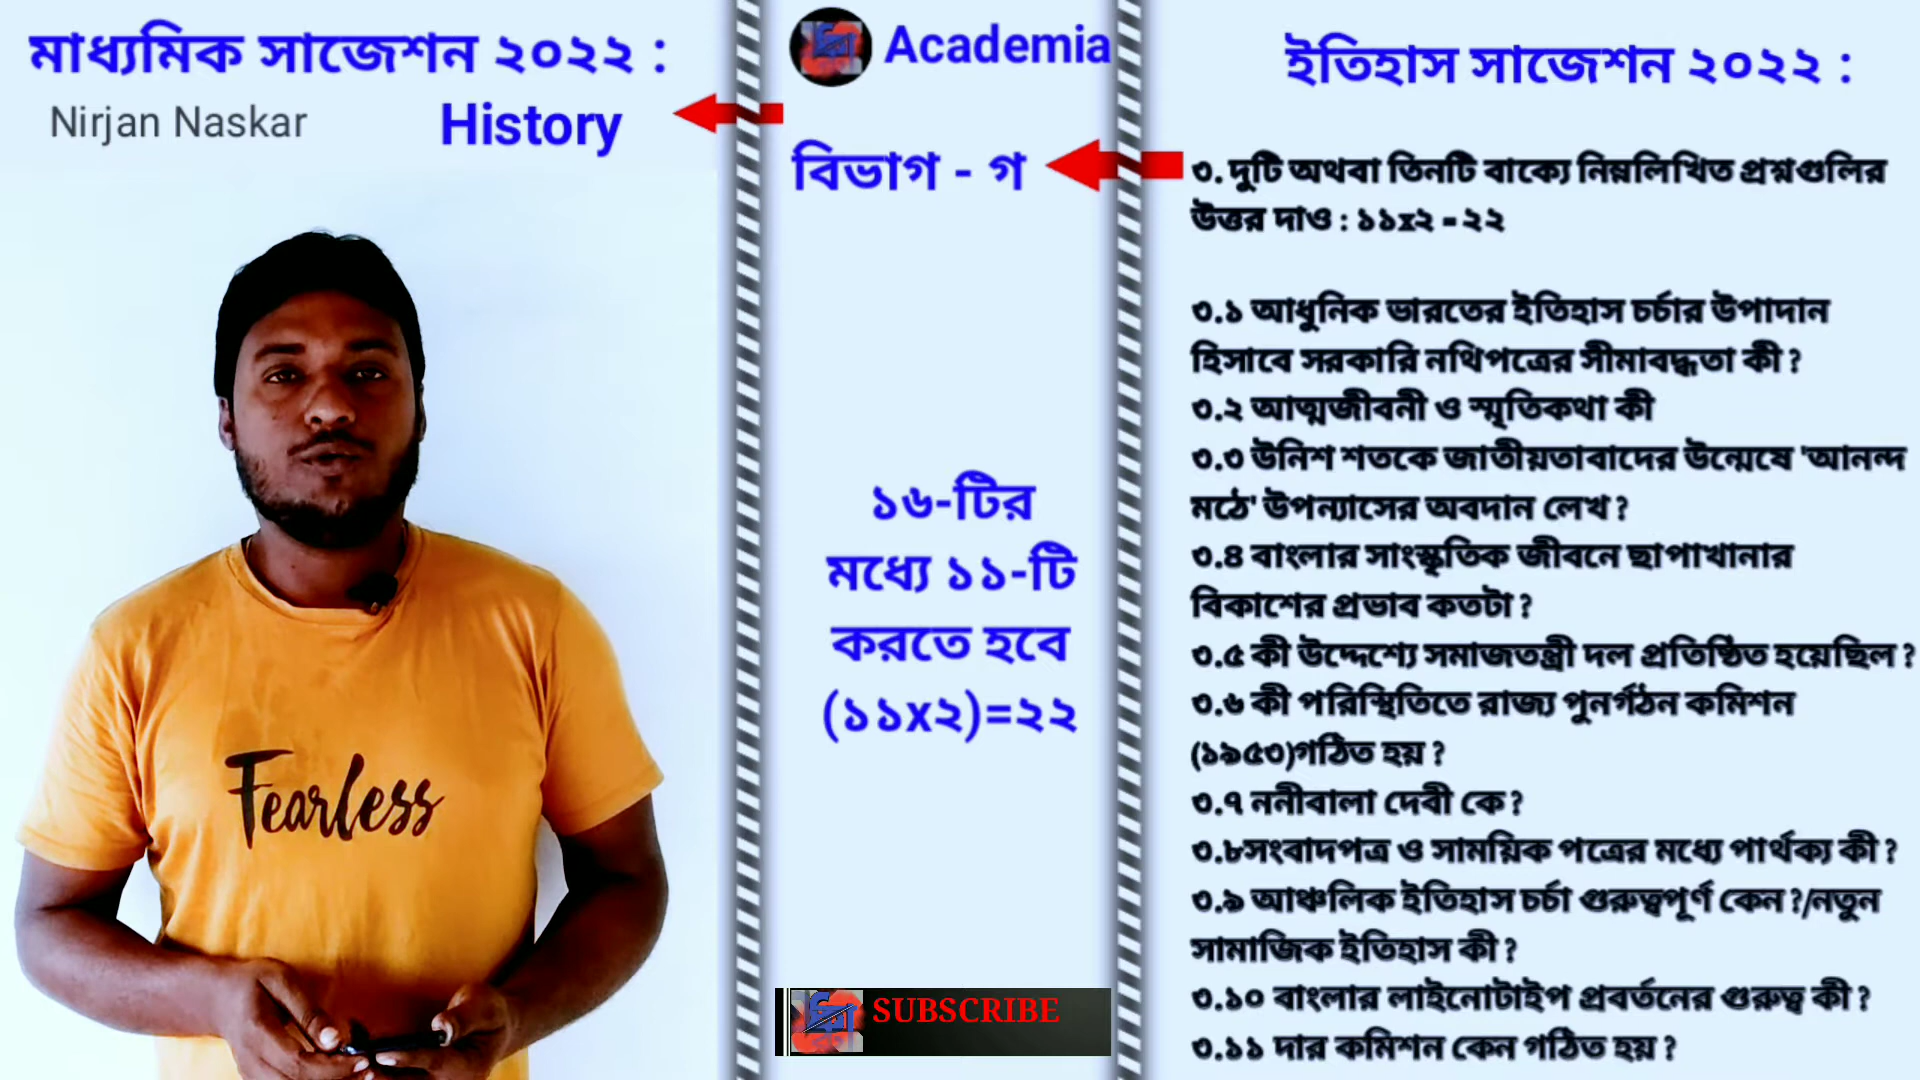 মাধ্যমিক সাজেশন ২০২২ :
Nirjan Naskar
History
Fearless
Academia
বিভাগ - গ
১৬-টির
মধ্যে ১১-টি
করতে হবে
(১১x২)=২২
SUBSCRIBE
ইতিহাস সাজেশন ২০২২ :
৩. দুটি অথবা তিনটি বাক্যে নিম্নলিখিত প্রশ্নগুলির
উত্তর দাও : ১১x২ = ২২
৩.১ আধুনিক ভারতের ইতিহাস চর্চার উপাদান
হিসাবে সরকারি নথিপত্রের সীমাবদ্ধতা কী ?
৩.২ আত্মজীবনী ও স্মৃতিকথা কী
৩.৩ উনিশ শতকে জাতীয়তাবাদের উন্মেষে 'আনন্দ
মঠে' উপন্যাসের অবদান লেখ ?
৩.৪ বাংলার সাংস্কৃতিক জীবনে ছাপাখানার
বিকাশের প্রভাব কতটা ?
৩.৫ কী উদ্দেশ্যে সমাজতন্ত্রী দল প্রতিষ্ঠিত হয়েছিল ?
৩.৬ কী পরিস্থিতিতে রাজ্য পুনর্গঠন কমিশন
(১৯৫৩)গঠিত হয় ?
৩.৭ ননীবালা দেবী কে ?
৩.৮সংবাদপত্র ও সাময়িক পত্রের মধ্যে পার্থক্য কী ?
৩.৯ আঞ্চলিক ইতিহাস চর্চা গুরুত্বপূর্ণ কেন ?/নতুন
সামাজিক ইতিহাস কী ?
৩.১০ বাংলার লাইনোটাইপ প্রবর্তনের গুরুত্ব কী ?
৩.১১ দার কমিশন কেন গঠিত হয় ?